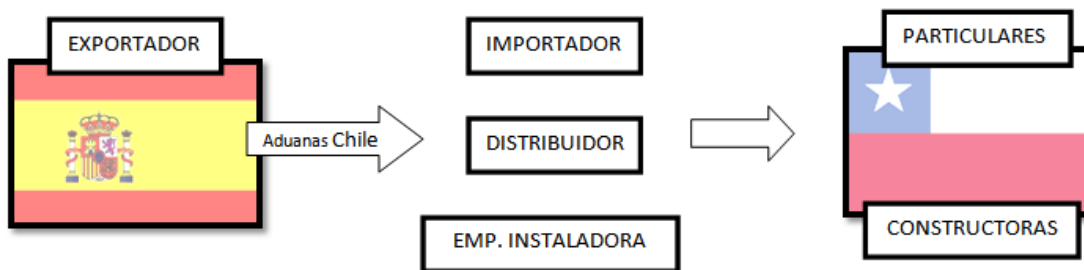 EXPORTADOR
Aduanas Chile
IMPORTADOR
DISTRIBUIDOR
EMP. INSTALADORA
PARTICULARES
CONSTRUCTORAS